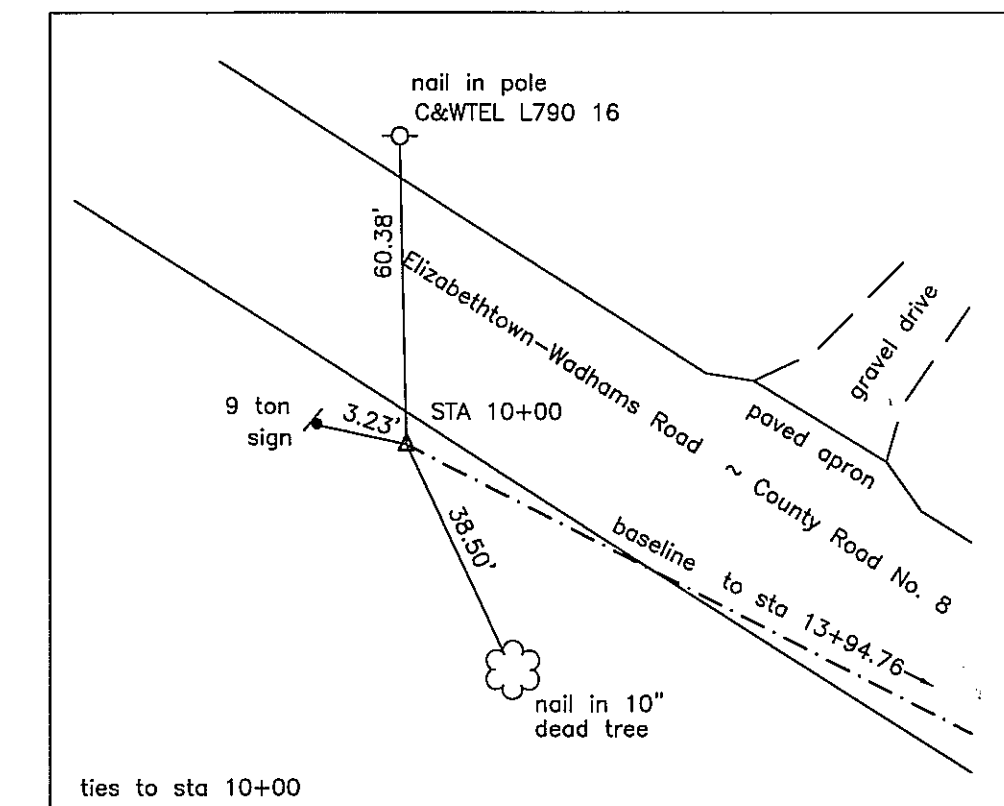 nail in pole
C&WTEL L790 16
60.38'
Elizabethtown-Wadhams Road ~ County Road No. 8
gravel drive
paved apron
9 ton
sign
3.23'
STA 10+00
38.50'
baseline to sta 13+94.76
nail in 10"
dead tree
ties to sta 10+00